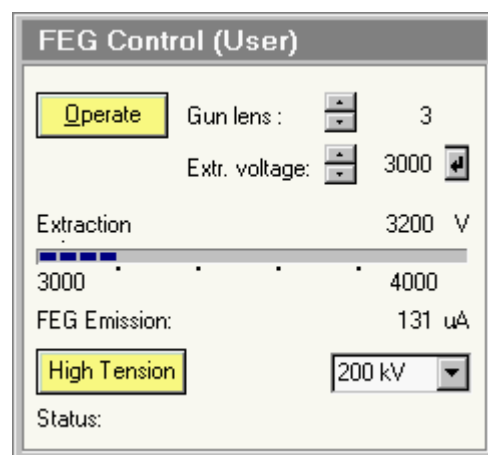 FEG Control (User)
Operate Gun lens : 3
Extr. voltage: 3000
Extraction 3200 V
3000 4000
FEG Emission: 131 uA
High Tension 200 kV
Status: